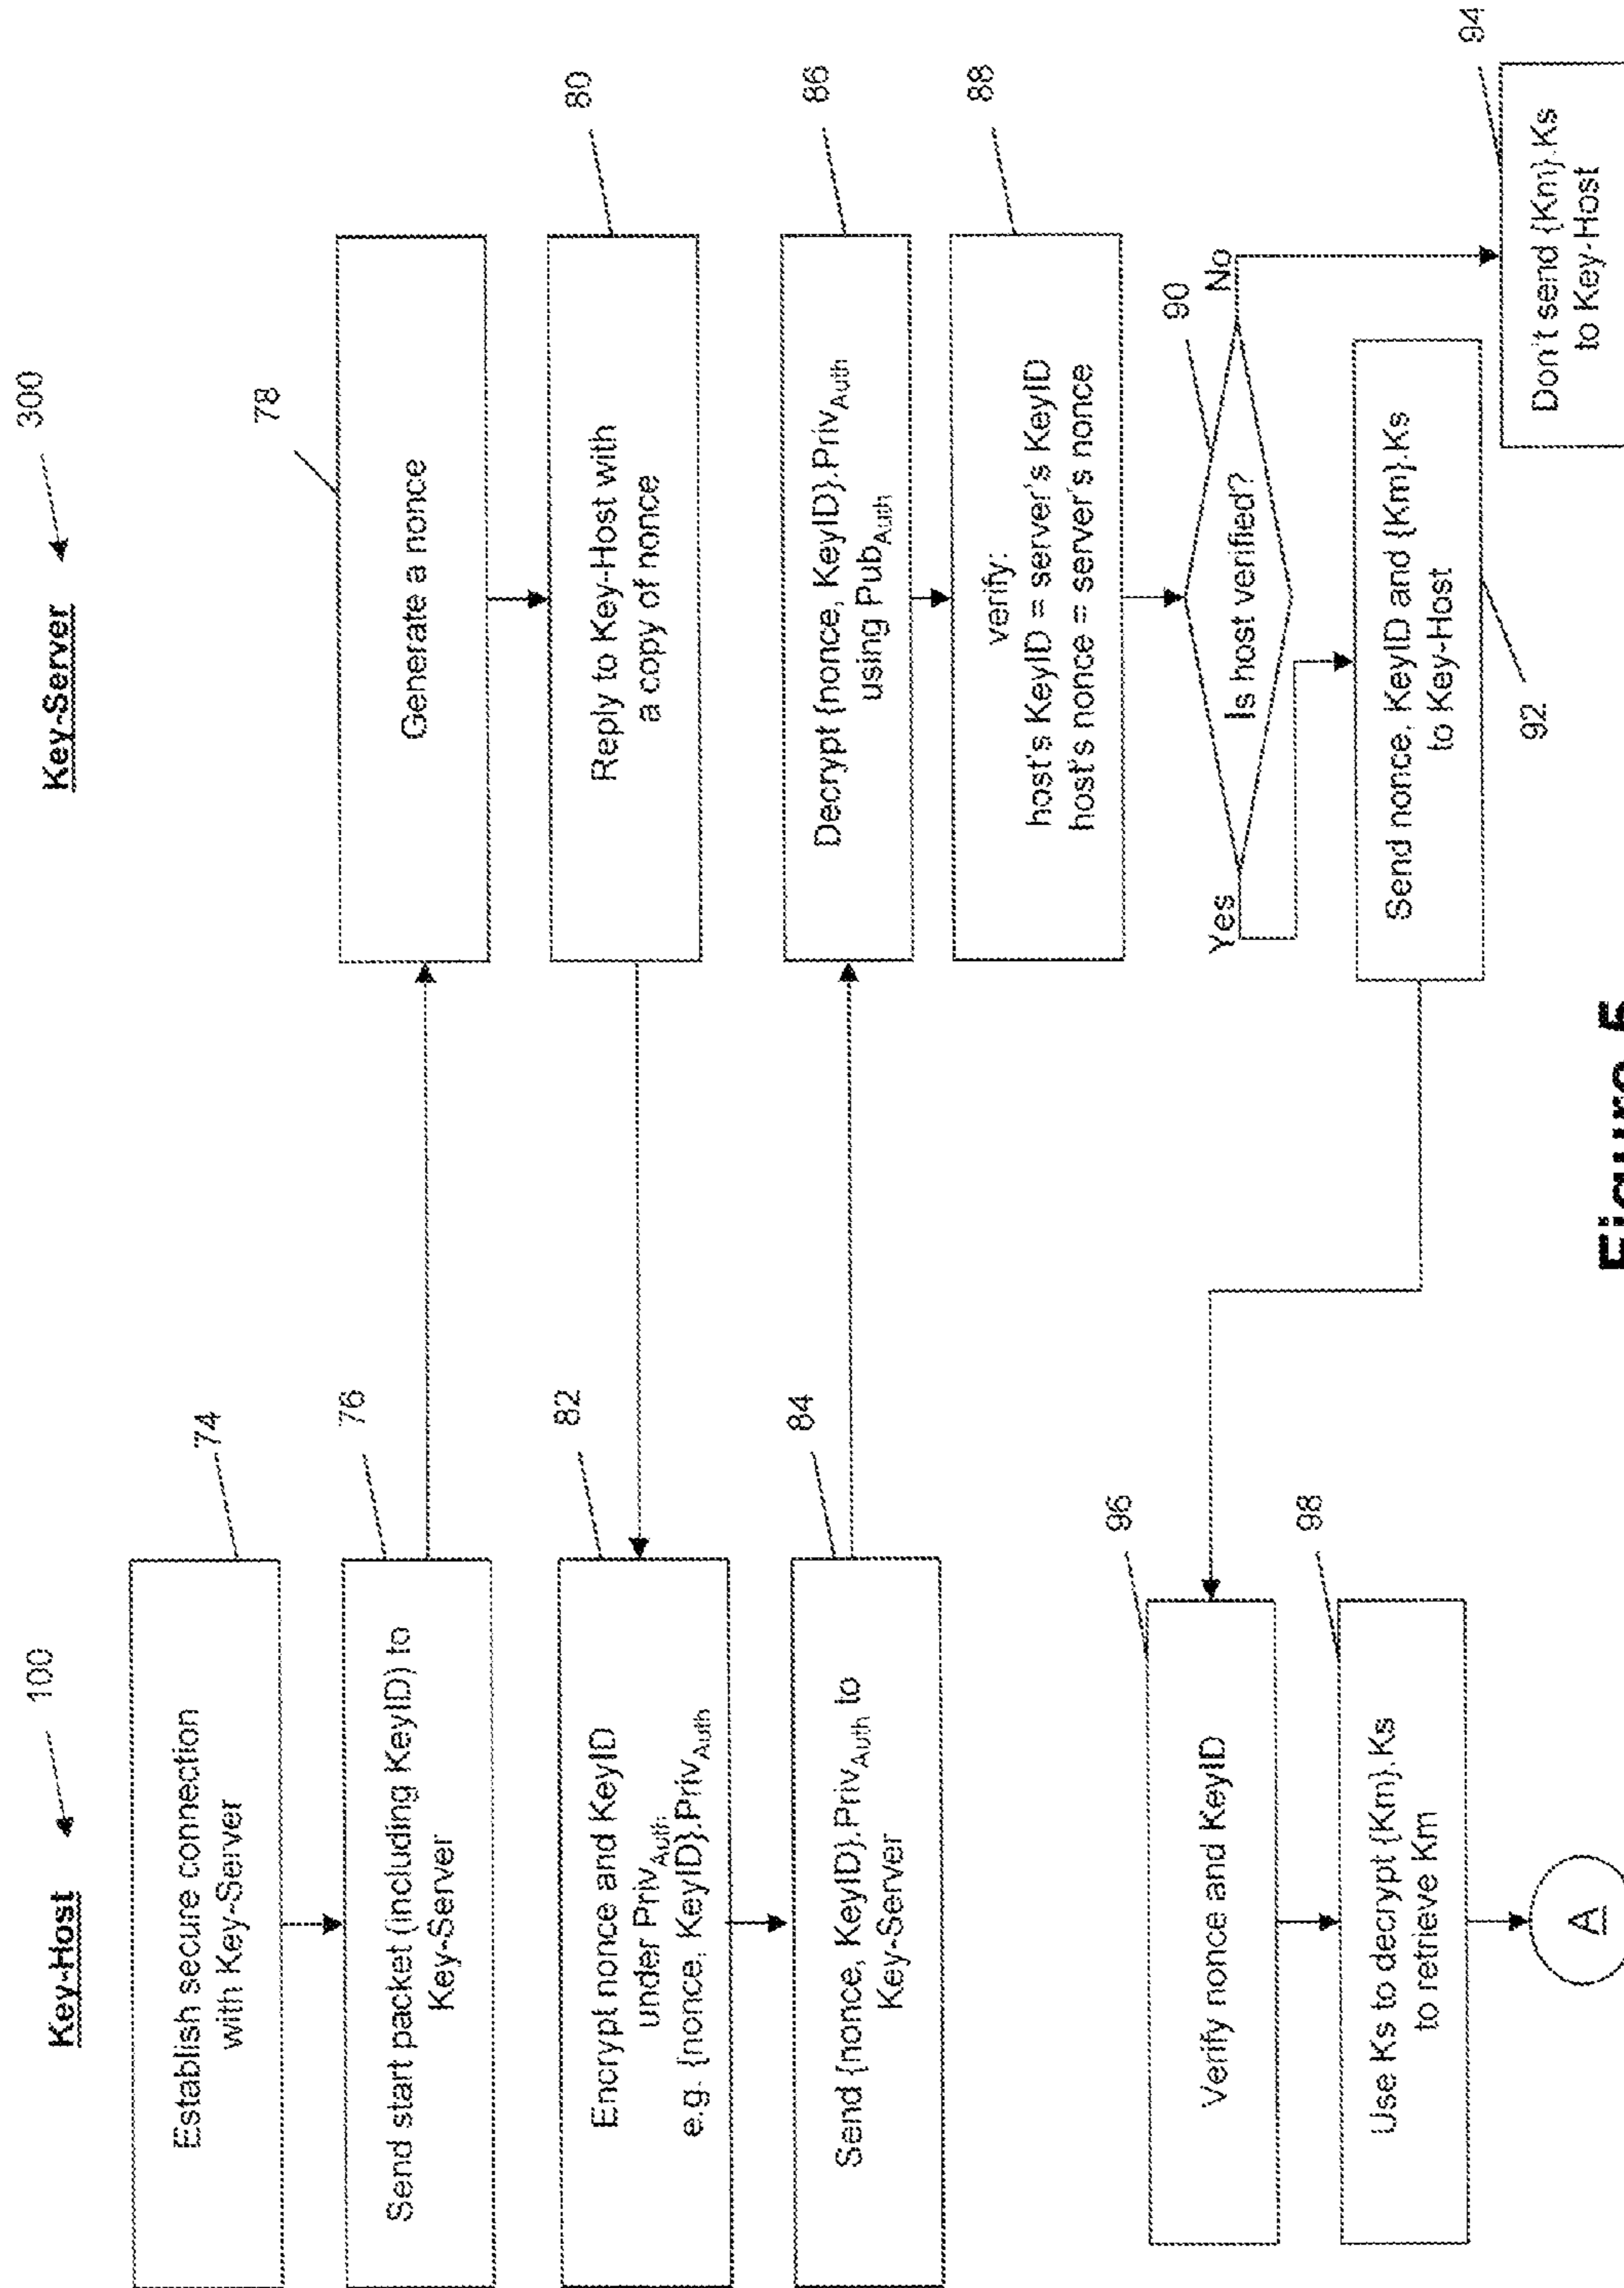 Key-Host
100
Key-Server
300
Establish secure connection
with Key-Server
74
Send start packet (including KeyID) to
Key-Server
76
Generate a nonce
78
Reply to Key-Host with
a copy of nonce
80
Encrypt nonce and KeyID
under PrivAuth
e.g. {nonce, KeyID}.PrivAuth
82
Send {nonce, KeyID}.PrivAuth to
Key-Server
84
Decrypt {nonce, KeyID}.PrivAuth
using PubAuth
86
verify:
host's KeyID = server's KeyID
host's nonce = server's nonce
88
Is host verified?
90
Yes
No
Send nonce, KeyID and {Km}.Ks
to Key-Host
92
Don't send {Km}.Ks
to Key-Host
94
Verify nonce and KeyID
96
Use Ks to decrypt {Km}.Ks
to retrieve Km
98
A
Figure